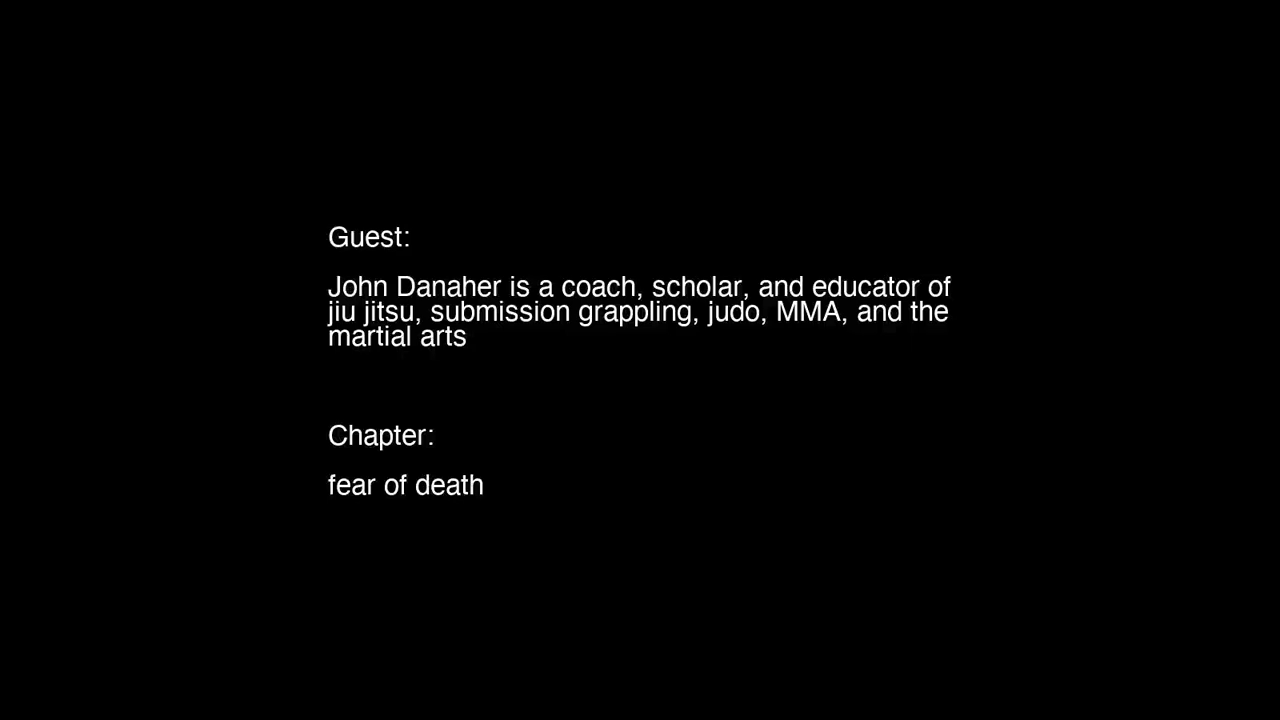 Guest:
John Danaher is a coach, scholar, and educator of
jiu jitsu, submission grappling, judo, MMA, and the
martial arts
Chapter:
fear of death